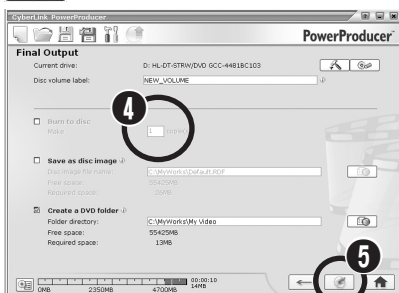 CyberLink PowerProducer
PowerProducer
Final Output
Current drive: D: HL-DT-STRW/DVD GCC-4481BC103
Disc volume label: NEW_VOLUME
4
Burn to disc
Make 1 copie(s)
Save as disc image
Disc image file name: C:\MyWorks\Default.RDF
Free space: 55425MB
Required space:
Create a DVD folder
Folder directory: C:\MyWorks\My Video
Free space: 55425MB
Required space: 13MB
5
00:00:10
14MB
0MB 2350MB 4700MB